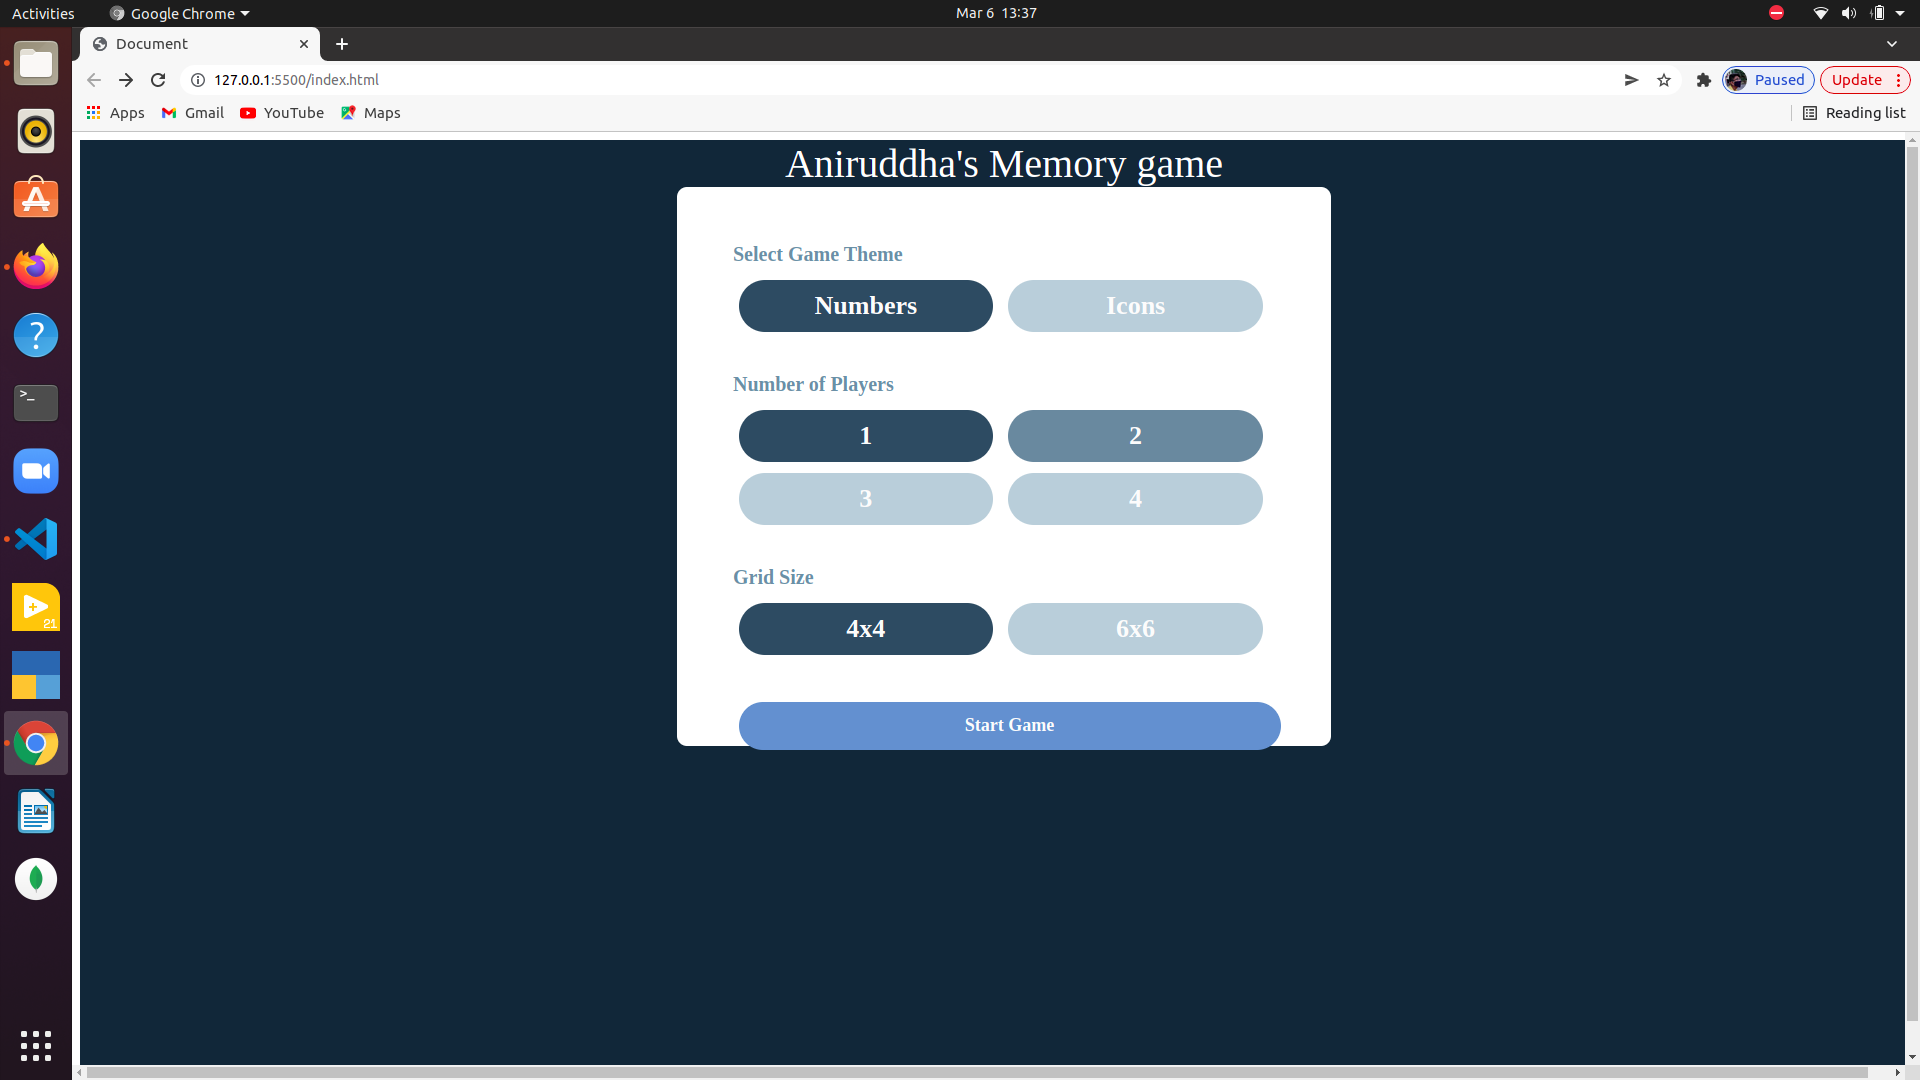 Activities Google Chrome Mar 6 13:37
Document
127.0.0.1:5500/index.html Paused Update
Apps Gmail YouTube Maps Reading list
Aniruddha's Memory game
Select Game Theme
Numbers Icons
Number of Players
1 2
3 4
Grid Size
4x4 6x6
Start Game
?
>_
21